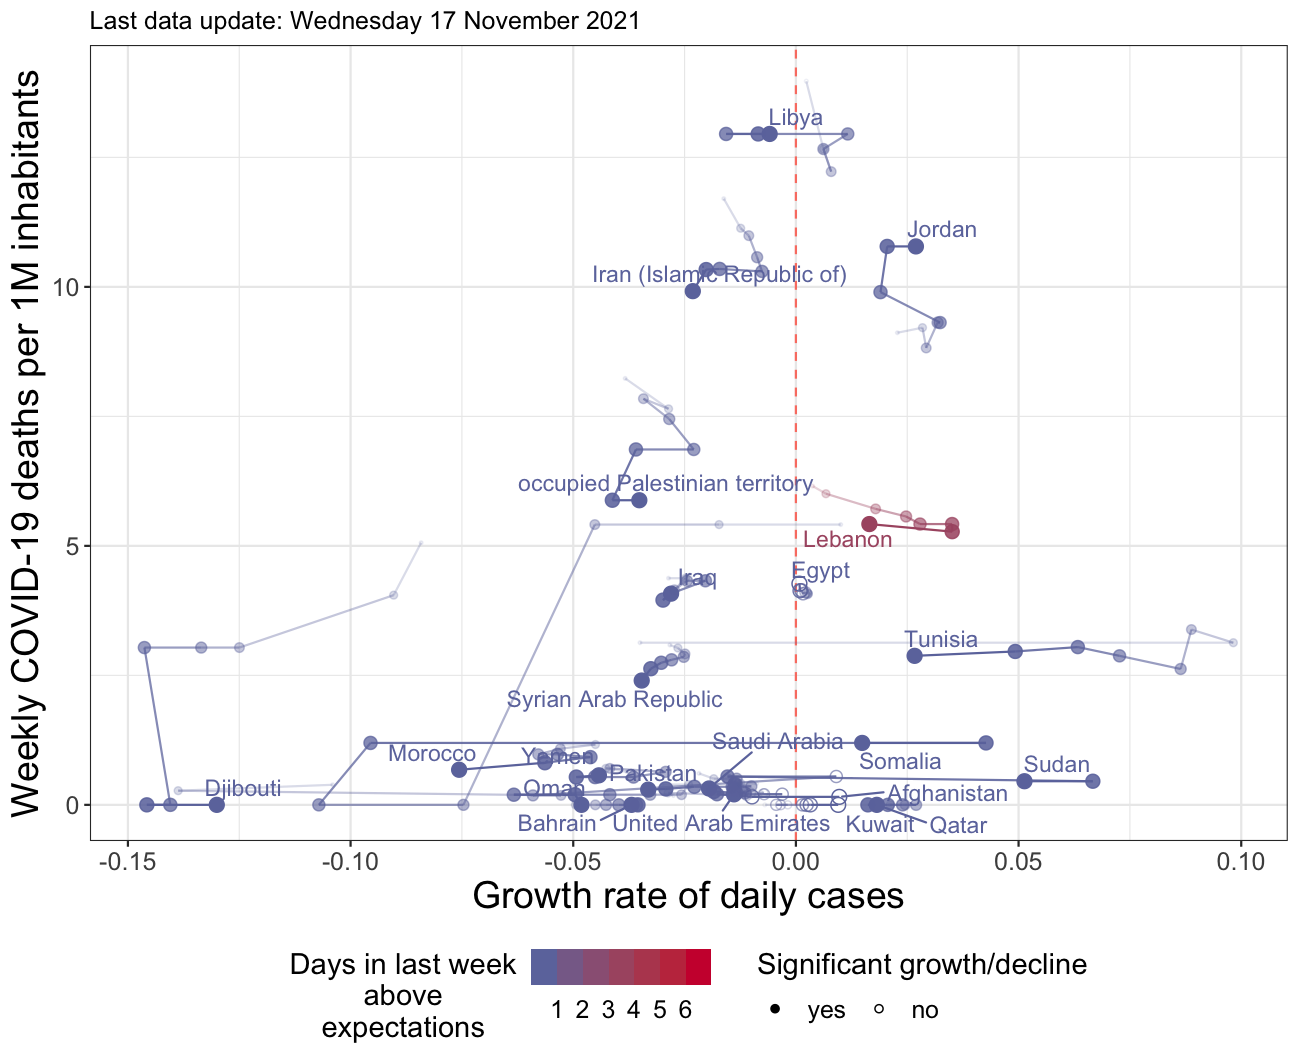 Last data update: Wednesday 17 November 2021
Weekly COVID-19 deaths per 1M inhabitants
10
5
0
Libya
Jordan
Iran (Islamic Republic of)
occupied Palestinian territory
Lebanon
Iraq
Egypt
Tunisia
Syrian Arab Republic
Saudi Arabia
Morocco
Yemen
Somalia
Sudan
Pakistan
Djibouti
Oman
Afghanistan
Bahrain
United Arab Emirates
Kuwait
Qatar
-0.15
-0.10
-0.05
0.00
0.05
0.10
Growth rate of daily cases
Days in last week
above
expectations
1 2 3 4 5 6
Significant growth/decline
yes
no